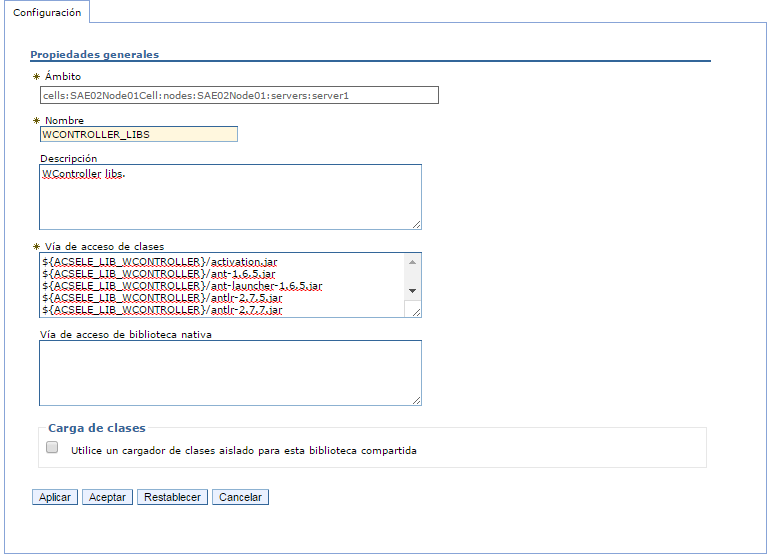 Configuración
Propiedades generales
* Ámbito
cells:SAE02Node01Cell:nodes:SAE02Node01:servers:server1
* Nombre
WCONTROLLER_LIBS
Descripción
WController libs.
* Vía de acceso de clases
${ACSELE_LIB_WCONTROLLER}/activation.jar
${ACSELE_LIB_WCONTROLLER}/ant-1.6.5.jar
${ACSELE_LIB_WCONTROLLER}/ant-launcher-1.6.5.jar
${ACSELE_LIB_WCONTROLLER}/antlr-2.7.5.jar
${ACSELE_LIB_WCONTROLLER}/antlr-2.7.7.jar
Vía de acceso de biblioteca nativa
Carga de clases
Utilice un cargador de clases aislado para esta biblioteca compartida
Aplicar Aceptar Restablecer Cancelar